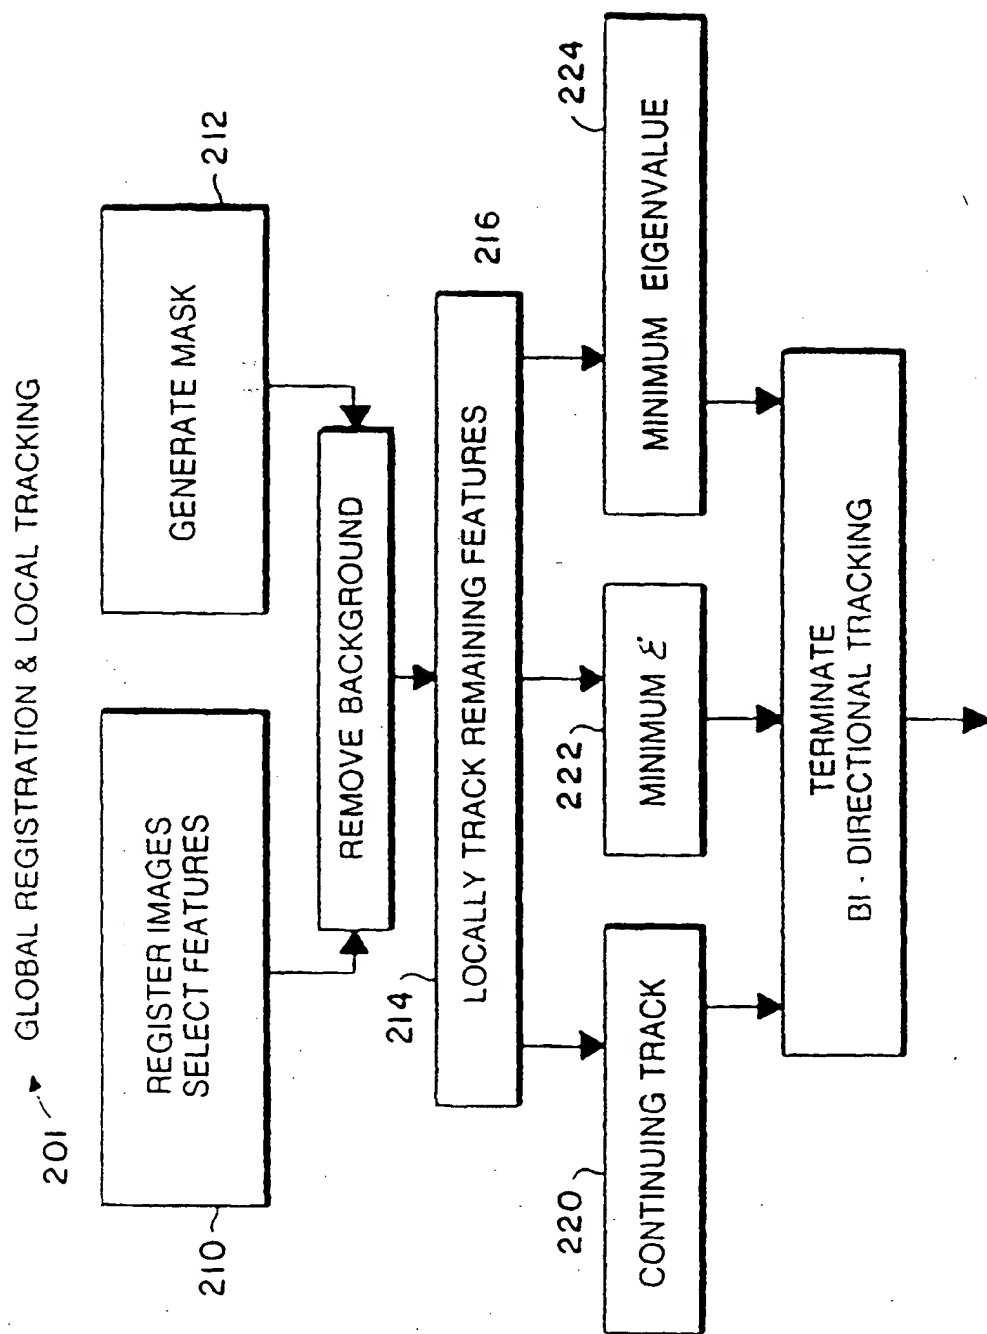 201 GLOBAL REGISTRATION & LOCAL TRACKING
REGISTER IMAGES
SELECT FEATURES
210
GENERATE MASK
212
REMOVE BACKGROUND
214
LOCALLY TRACK REMAINING FEATURES
216
220
CONTINUING TRACK
222
MINIMUM ℰ
224
MINIMUM EIGENVALUE
TERMINATE
BI - DIRECTIONAL TRACKING